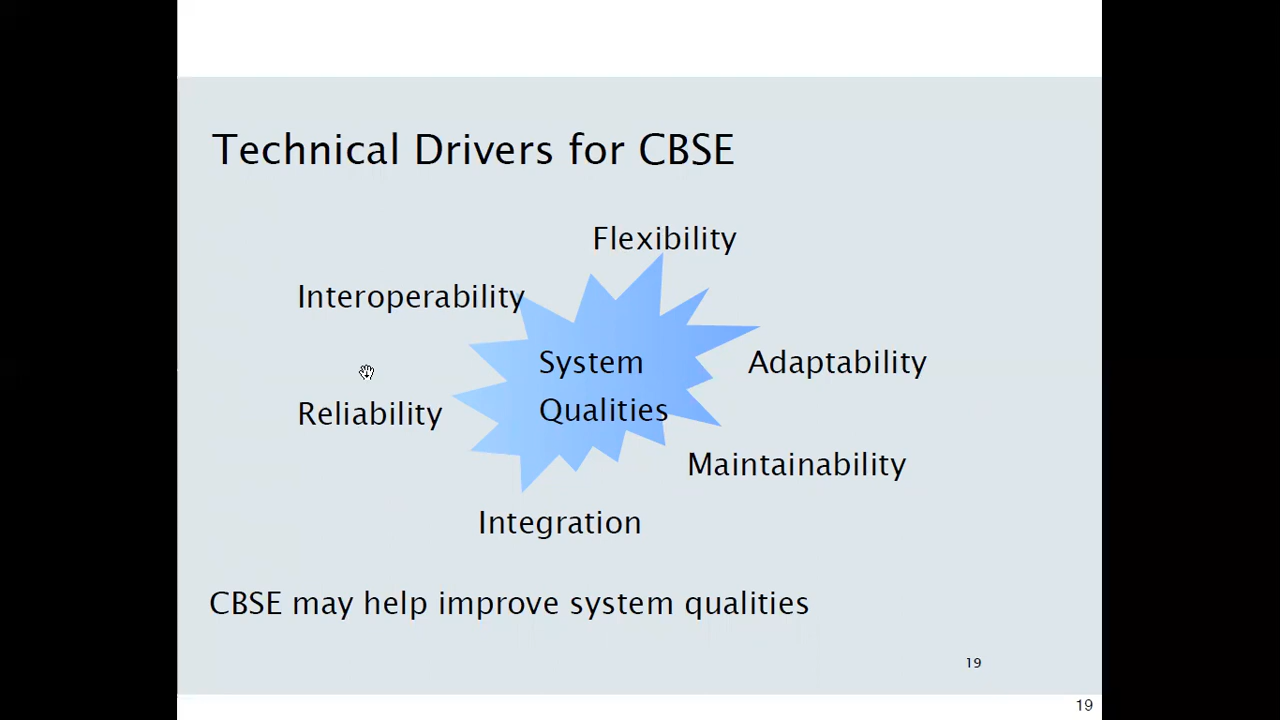 Technical Drivers for CBSE
Flexibility
Interoperability
System
Qualities
Adaptability
Reliability
Maintainability
Integration
CBSE may help improve system qualities
19
19